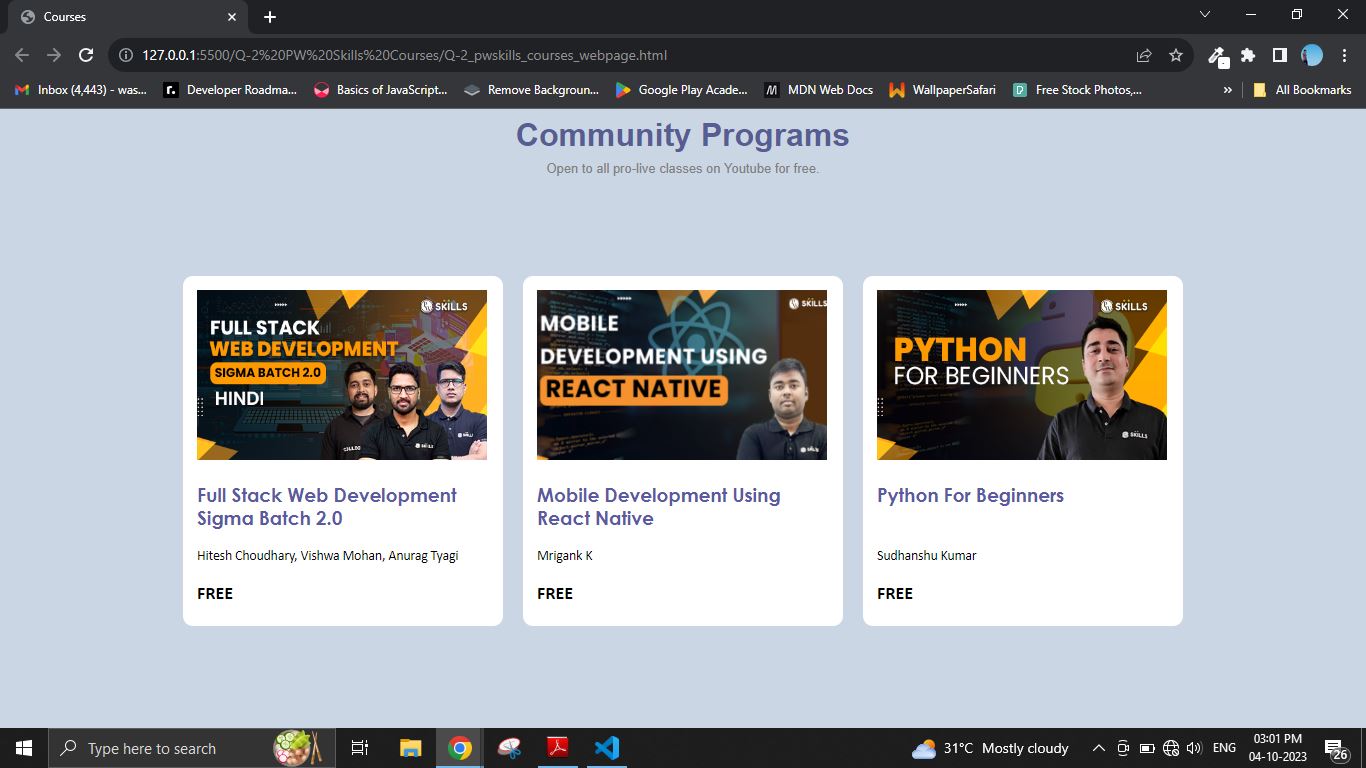 Courses
127.0.0.1:5500/Q-2%20PW%20Skills%20Courses/Q-2_pwskills_courses_webpage.html
Inbox (4,443) - was...
Developer Roadma...
Basics of JavaScript...
Remove Backgroun...
Google Play Acade...
MDN Web Docs
WallpaperSafari
Free Stock Photos,...
»
All Bookmarks
Community Programs
Open to all pro-live classes on Youtube for free.
SKILLS
FULL STACK
WEB DEVELOPMENT
SIGMA BATCH 2.0
HINDI
SKILLS
Full Stack Web Development
Sigma Batch 2.0
Hitesh Choudhary, Vishwa Mohan, Anurag Tyagi
FREE
SKILLS
MOBILE
DEVELOPMENT USING
REACT NATIVE
Mobile Development Using
React Native
Mrigank K
FREE
SKILLS
PYTHON
FOR BEGINNERS
SKILLS
Python For Beginners
Sudhanshu Kumar
FREE
Type here to search
31°C Mostly cloudy
ENG
03:01 PM
04-10-2023
26